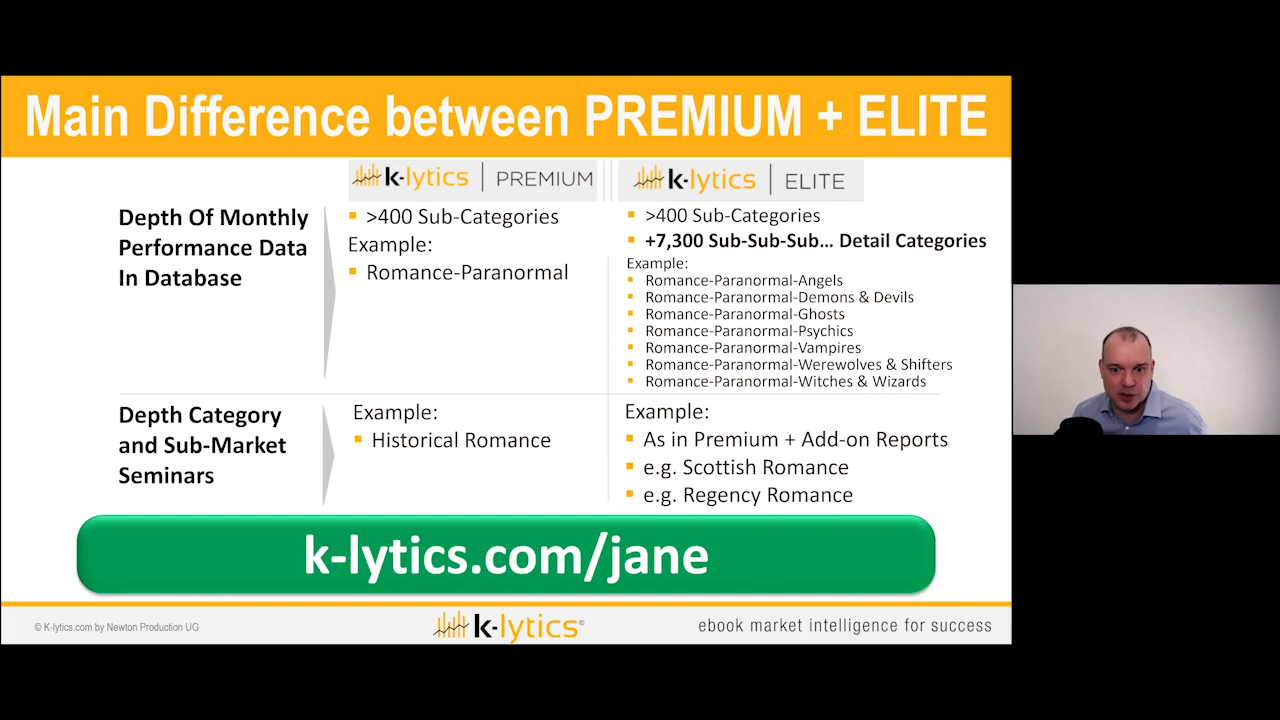 Main Difference between PREMIUM + ELITE
k-lytics | PREMIUM
k-lytics | ELITE
Depth Of Monthly
Performance Data
In Database
>400 Sub-Categories
Example:
Romance-Paranormal
>400 Sub-Categories
+7,300 Sub-Sub-Sub... Detail Categories
Example:
Romance-Paranormal-Angels
Romance-Paranormal-Demons & Devils
Romance-Paranormal-Ghosts
Romance-Paranormal-Psychics
Romance-Paranormal-Vampires
Romance-Paranormal-Werewolves & Shifters
Romance-Paranormal-Witches & Wizards
Depth Category
and Sub-Market
Seminars
Example:
Historical Romance
Example:
As in Premium + Add-on Reports
e.g. Scottish Romance
e.g. Regency Romance
k-lytics.com/jane
© K-lytics.com by Newton Production UG
k-lytics®
ebook market intelligence for success